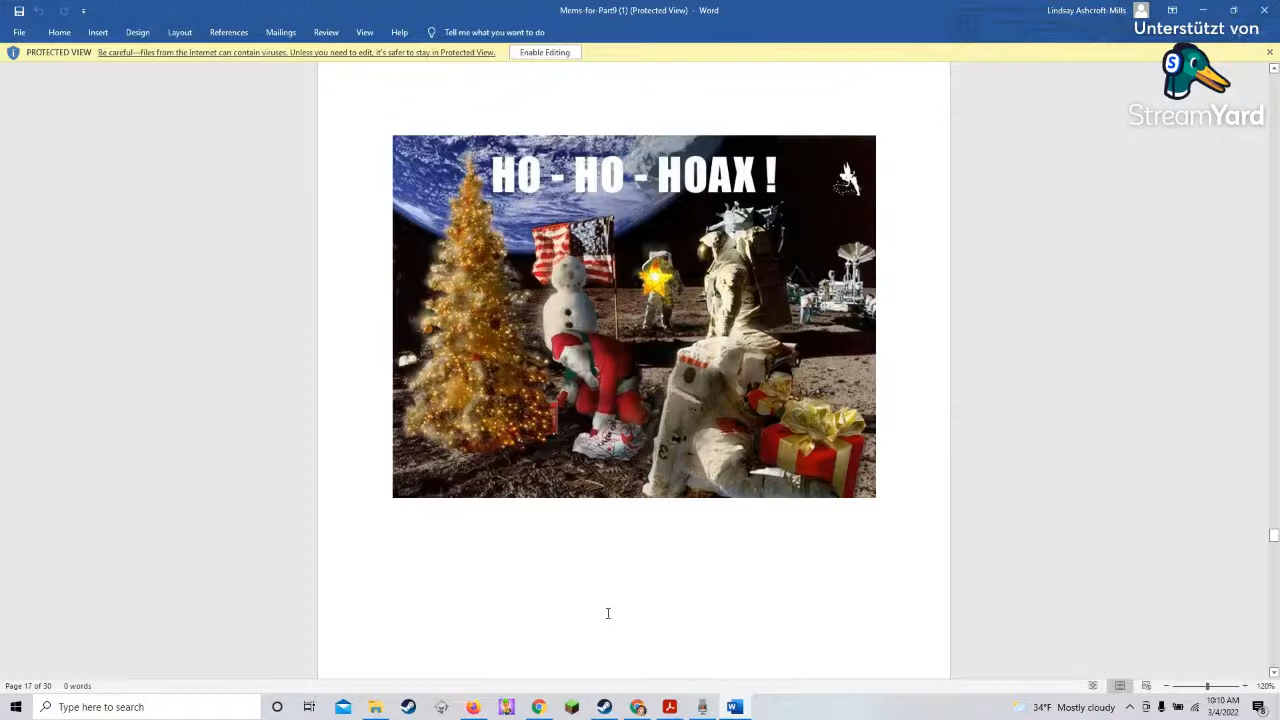 Mems-for-Part9 (1) (Protected View) - Word
Lindsay Ashcroft-Mills
File Home Insert Design Layout References Mailings Review View Help Tell me what you want to do
Unterstützt von
PROTECTED VIEW Be careful—files from the Internet can contain viruses. Unless you need to edit, it's safer to stay in Protected View. Enable Editing
S
StreamYard
HO - HO - HOAX !
Page 17 of 30 0 words
120%
Type here to search
34°F Mostly cloudy
10:10 AM
3/4/2022